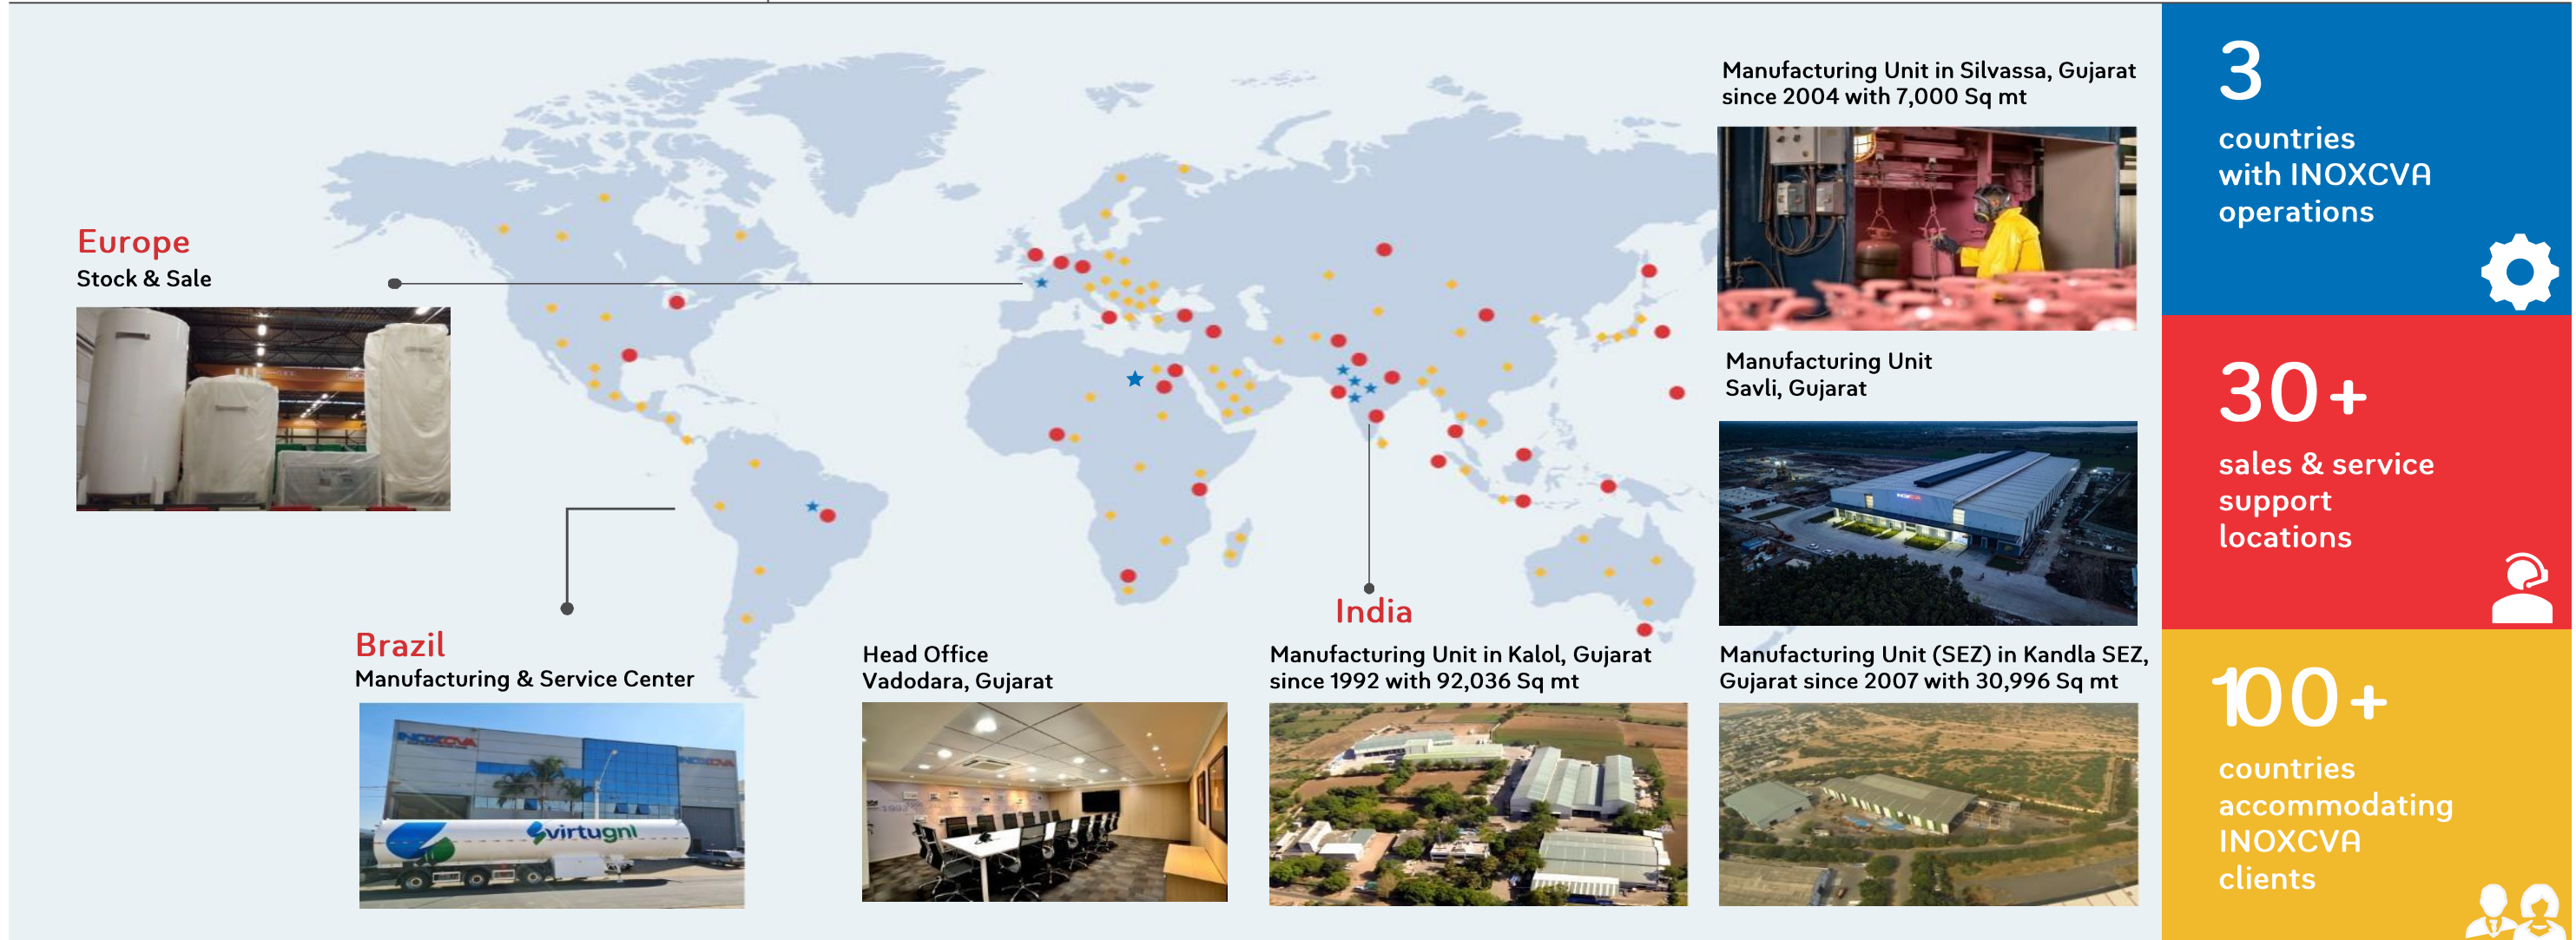 Europe
Stock & Sale
Brazil
Manufacturing & Service Center
INOXCVA
INOXCVA
virtugnl
Head Office
Vadodara, Gujarat
India
Manufacturing Unit in Kalol, Gujarat
since 1992 with 92,036 Sq mt
Manufacturing Unit in Silvassa, Gujarat
since 2004 with 7,000 Sq mt
Manufacturing Unit
Savli, Gujarat
INOXCVA
Manufacturing Unit (SEZ) in Kandla SEZ,
Gujarat since 2007 with 30,996 Sq mt
3
countries
with INOXCVA
operations
30+
sales & service
support
locations
100+
countries
accommodating
INOXCVA
clients